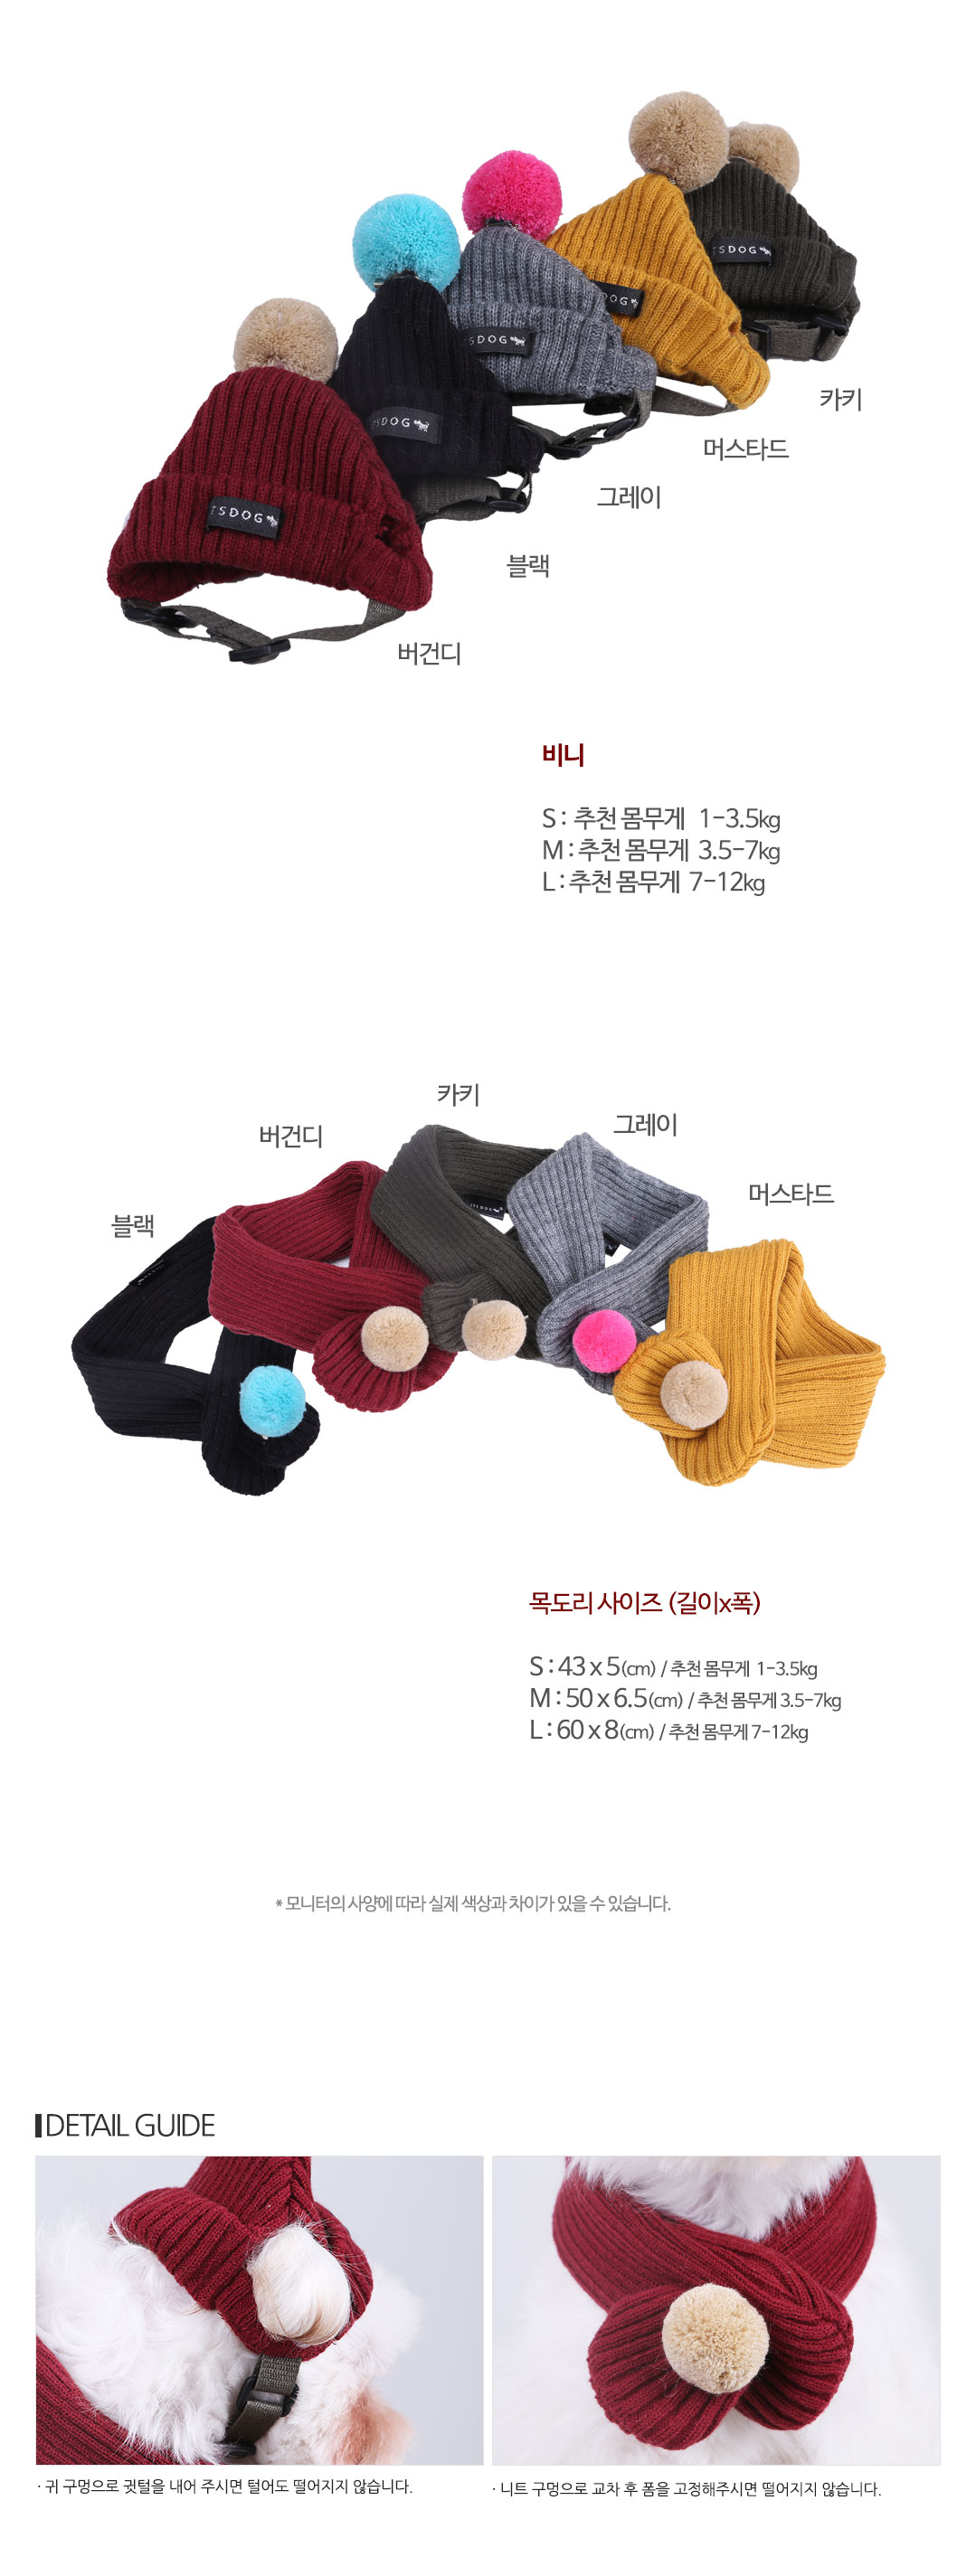 TSDOG
SDOG
OG
TSDOG
TSDOG
카키
머스타드
그레이
블랙
버건디
비니
S : 추천 몸무게 1-3.5kg
M : 추천 몸무게 3.5-7kg
L : 추천 몸무게 7-12kg
카키
버건디
그레이
머스타드
블랙
ITSDOG
목도리 사이즈 (길이x폭)
S : 43 x 5(cm) / 추천 몸무게 1-3.5kg
M : 50 x 6.5(cm) / 추천 몸무게 3.5-7kg
L : 60 x 8(cm) / 추천 몸무게 7-12kg
* 모니터의 사양에 따라 실제 색상과 차이가 있을 수 있습니다.
DETAIL GUIDE
· 귀 구멍으로 귓털을 내어 주시면 털어도 떨어지지 않습니다.
· 니트 구멍으로 교차 후 폼을 고정해주시면 떨어지지 않습니다.